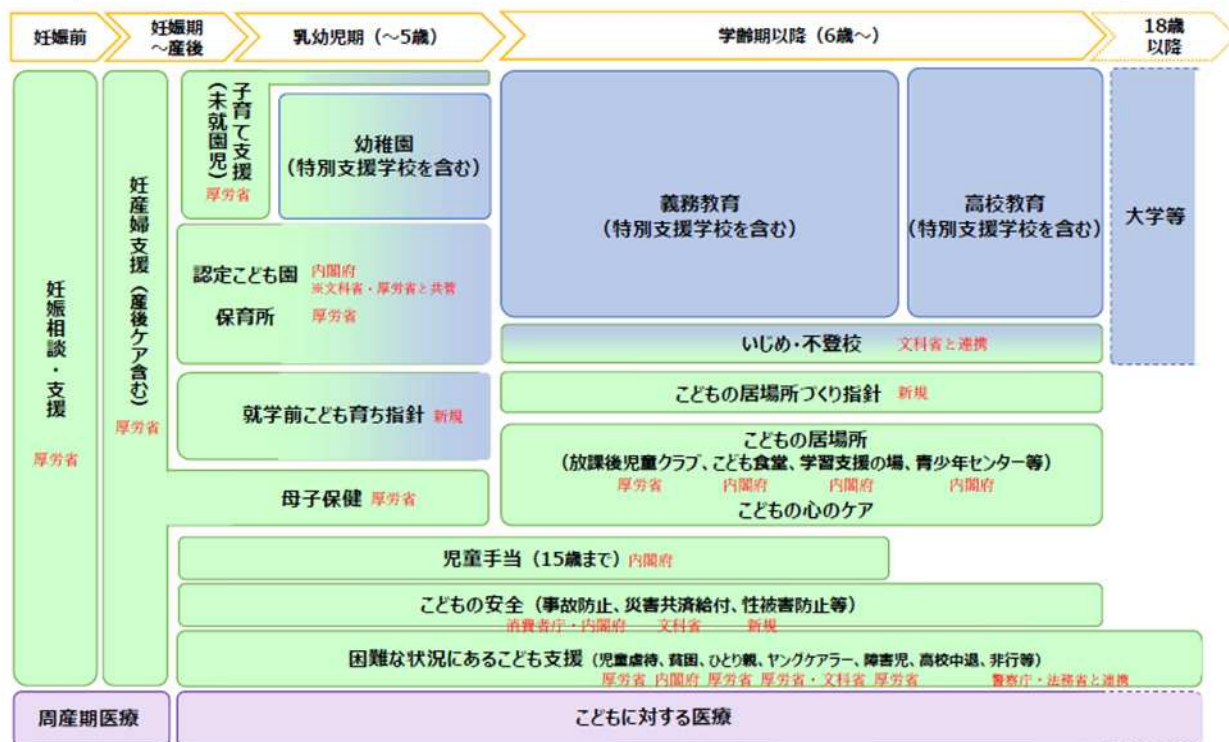 妊娠前
妊娠期
～産後
乳幼児期（～5歳）
学齢期以降（6歳～）
18歳
以降
妊娠相談・支援
厚労省
妊産婦支援（産後ケア含む）
厚労省
子育て支援
（未就園児）
厚労省
幼稚園
（特別支援学校を含む）
義務教育
（特別支援学校を含む）
高校教育
（特別支援学校を含む）
大学等
認定こども園 内閣府
※文科省・厚労省と共管
保育所 厚労省
いじめ・不登校 文科省と連携
就学前こども育ち指針 新規
こどもの居場所づくり指針 新規
こどもの居場所
（放課後児童クラブ、こども食堂、学習支援の場、青少年センター等）
厚労省 内閣府 内閣府 内閣府
こどもの心のケア
母子保健 厚労省
児童手当（15歳まで）内閣府
こどもの安全（事故防止、災害共済給付、性被害防止等）
消費者庁・内閣府 文科省 新規
困難な状況にあるこども支援（児童虐待、貧困、ひとり親、ヤングケアラー、障害児、高校中退、非行等）
厚労省 内閣府 厚労省 厚労省・文科省 厚労省 警察庁・法務省と連携
周産期医療
こどもに対する医療